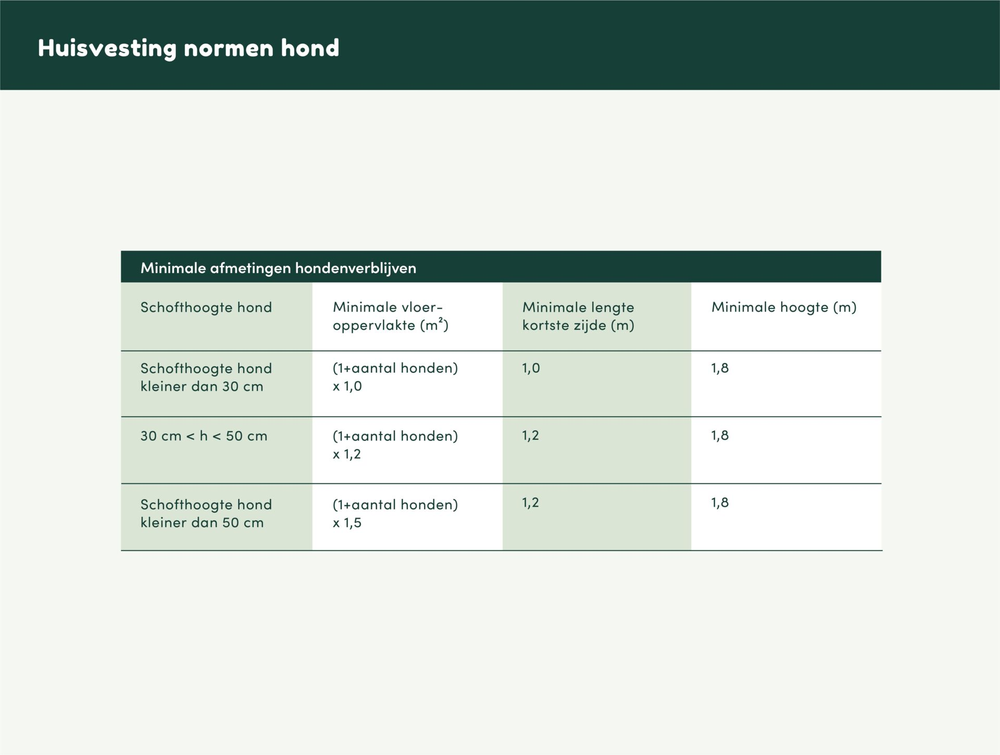 Huisvesting normen hond
Minimale afmetingen hondenverblijven
Schofthoogte hond
Minimale vloer-
oppervlakte (m²)
Minimale lengte
kortste zijde (m)
Minimale hoogte (m)
Schofthoogte hond
kleiner dan 30 cm
(1+aantal honden)
x 1,0
1,0
1,8
30 cm < h < 50 cm
(1+aantal honden)
x 1,2
1,2
1,8
Schofthoogte hond
kleiner dan 50 cm
(1+aantal honden)
x 1,5
1,2
1,8